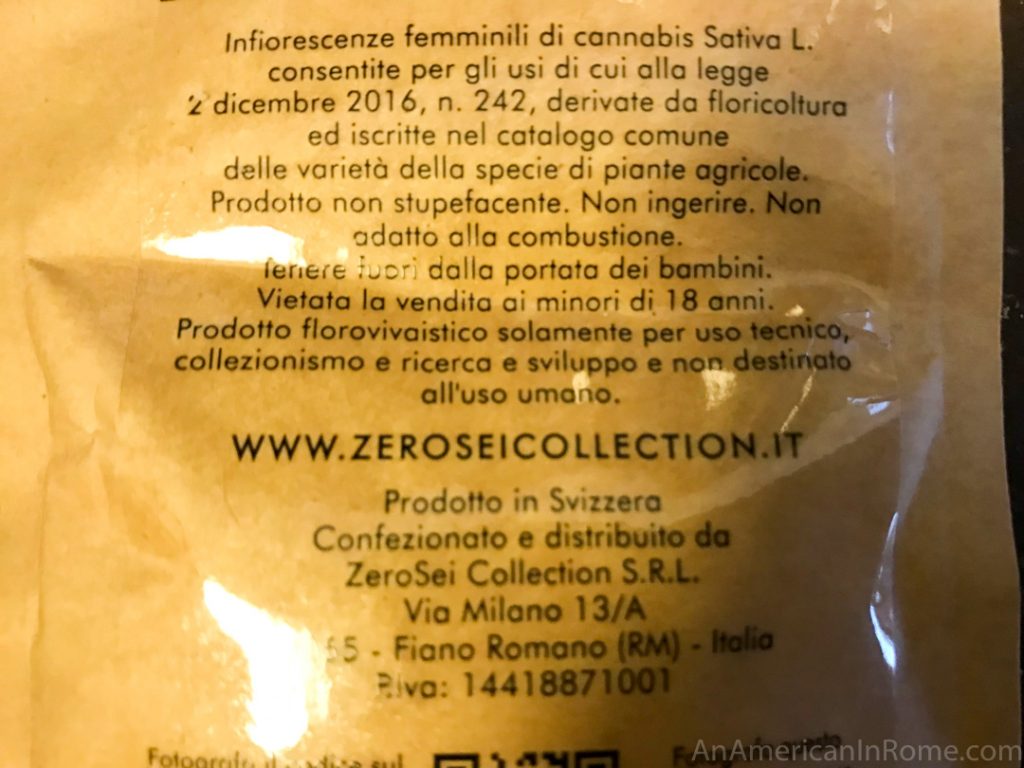 Infiorescenze femminili di cannabis Sativa L.
consentite per gli usi di cui alla legge
2 dicembre 2016, n. 242, derivate da floricoltura
ed iscritte nel catalogo comune
delle varietà della specie di piante agricole.
Prodotto non stupefacente. Non ingerire. Non
adatto alla combustione.
Tenere fuori dalla portata dei bambini.
Vietata la vendita ai minori di 18 anni.
Prodotto florovivaistico solamente per uso tecnico,
collezionismo e ricerca e sviluppo e non destinato
all'uso umano.
WWW.ZEROSEICOLLECTION.IT
Prodotto in Svizzera
Confezionato e distribuito da
ZeroSei Collection S.R.L.
Via Milano 13/A
- Fiano Romano (RM) - Italia
P.Iva: 14418871001
AnAmericanInRome.com